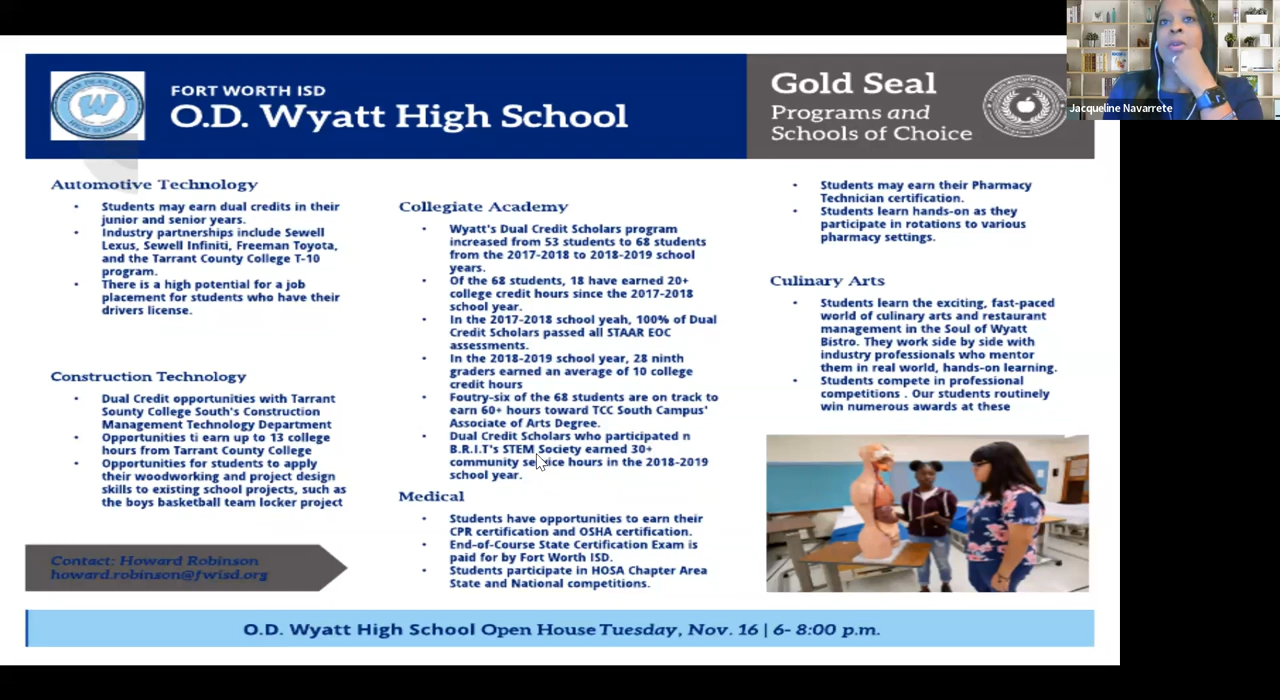 FORT WORTH ISD
O.D. Wyatt High School
Gold Seal
Programs and
Schools of Choice
Jacqueline Navarrete
Automotive Technology
• Students may earn dual credits in their
junior and senior years.
• Industry partnerships include Sewell
Lexus, Sewell Infiniti, Freeman Toyota,
and the Tarrant County College T-10
program.
• There is a high potential for a job
placement for students who have their
drivers license.
Construction Technology
• Dual Credit opportunities with Tarrant
Sounty College South's Construction
Management Technology Department
• Opportunities ti earn up to 13 college
hours from Tarrant County College
• Opportunities for students to apply
their woodworking and project design
skills to existing school projects, such as
the boys basketball team locker project
Contact: Howard Robinson
howard.robinson@fwisd.org
Collegiate Academy
• Wyatt's Dual Credit Scholars program
increased from 53 students to 68 students
from the 2017-2018 to 2018-2019 school
years.
• Of the 68 students, 18 have earned 20+
college credit hours since the 2017-2018
school year.
• In the 2017-2018 school yeah, 100% of Dual
Credit Scholars passed all STAAR EOC
assessments.
• In the 2018-2019 school year, 28 ninth
graders earned an average of 10 college
credit hours
• Foutry-six of the 68 students are on track to
earn 60+ hours toward TCC South Campus'
Associate of Arts Degree.
• Dual Credit Scholars who participated n
B.R.I.T's STEM Society earned 30+
community service hours in the 2018-2019
school year.
Medical
• Students have opportunities to earn their
CPR certification and OSHA certification.
• End-of-Course State Certification Exam is
paid for by Fort Worth ISD.
• Students participate in HOSA Chapter Area
State and National competitions.
• Students may earn their Pharmacy
Technician certification.
• Students learn hands-on as they
participate in rotations to various
pharmacy settings.
Culinary Arts
• Students learn the exciting, fast-paced
world of culinary arts and restaurant
management in the Soul of Wyatt
Bistro. They work side by side with
industry professionals who mentor
them in real world, hands-on learning.
• Students compete in professional
competitions . Our students routinely
win numerous awards at these
O.D. Wyatt High School Open House Tuesday, Nov. 16 | 6- 8:00 p.m.